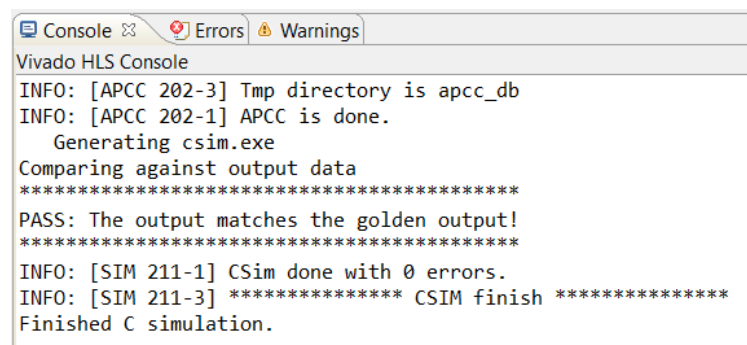 Console Errors Warnings
Vivado HLS Console
INFO: [APCC 202-3] Tmp directory is apcc_db
INFO: [APCC 202-1] APCC is done.
   Generating csim.exe
Comparing against output data
*******************************************
PASS: The output matches the golden output!
*******************************************
INFO: [SIM 211-1] CSim done with 0 errors.
INFO: [SIM 211-3] *************** CSIM finish ***************
Finished C simulation.